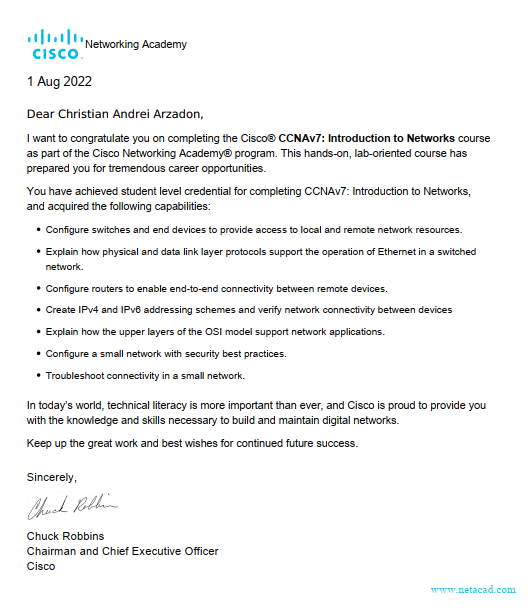 CISCO Networking Academy
1 Aug 2022
Dear Christian Andrei Arzadon,
I want to congratulate you on completing the Cisco® CCNAv7: Introduction to Networks course
as part of the Cisco Networking Academy® program. This hands-on, lab-oriented course has
prepared you for tremendous career opportunities.
You have achieved student level credential for completing CCNAv7: Introduction to Networks,
and acquired the following capabilities:
• Configure switches and end devices to provide access to local and remote network resources.
• Explain how physical and data link layer protocols support the operation of Ethernet in a switched
network.
• Configure routers to enable end-to-end connectivity between remote devices.
• Create IPv4 and IPv6 addressing schemes and verify network connectivity between devices
• Explain how the upper layers of the OSI model support network applications.
• Configure a small network with security best practices.
• Troubleshoot connectivity in a small network.
In today's world, technical literacy is more important than ever, and Cisco is proud to provide you
with the knowledge and skills necessary to build and maintain digital networks.
Keep up the great work and best wishes for continued future success.
Sincerely,
Chuck Robbins
Chuck Robbins
Chairman and Chief Executive Officer
Cisco
www.netacad.com